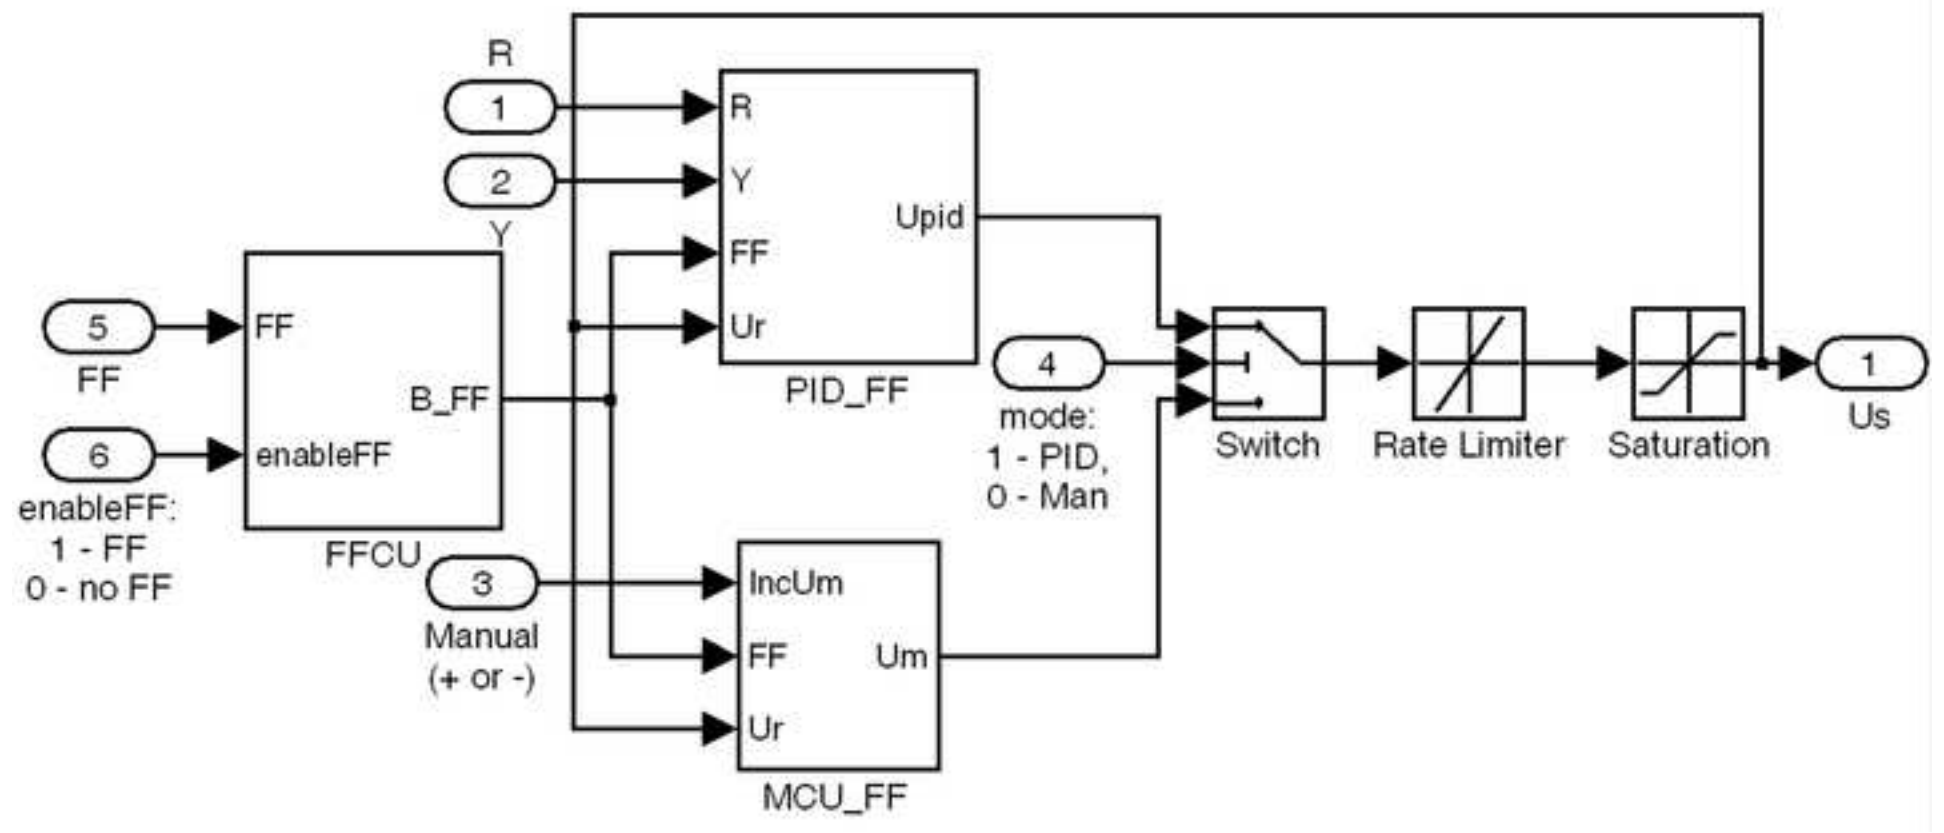 R
1
R
2
Y
Y
FF
Upid
Ur
PID_FF
5
FF
FF
B_FF
6
enableFF
enableFF:
1 - FF
0 - no FF
FFCU
4
mode:
1 - PID,
0 - Man
Switch
Rate Limiter
Saturation
1
Us
3
Manual
(+ or -)
IncUm
FF
Um
Ur
MCU_FF